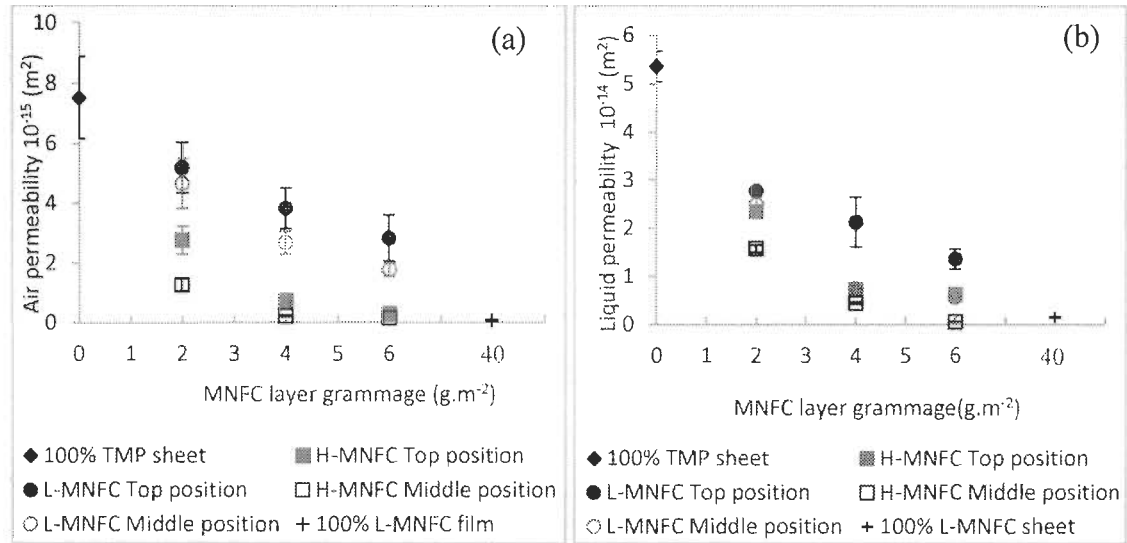 (a)
Air permeability 10⁻¹⁵ (m²)
10
8
6
4
2
0
0 1 2 3 4 5 6 40
MNFC layer grammage (g.m⁻²)
◆ 100% TMP sheet ■ H-MNFC Top position
● L-MNFC Top position □ H-MNFC Middle position
○ L-MNFC Middle position + 100% L-MNFC film
(b)
Liquid permeability 10⁻¹⁴ (m²)
6
5
4
3
2
1
0
0 1 2 3 4 5 6 40
MNFC layer grammage(g.m⁻²)
◆ 100% TMP sheet ■ H-MNFC Top position
● L-MNFC Top position □ H-MNFC Middle position
○ L-MNFC Middle position + 100% L-MNFC sheet